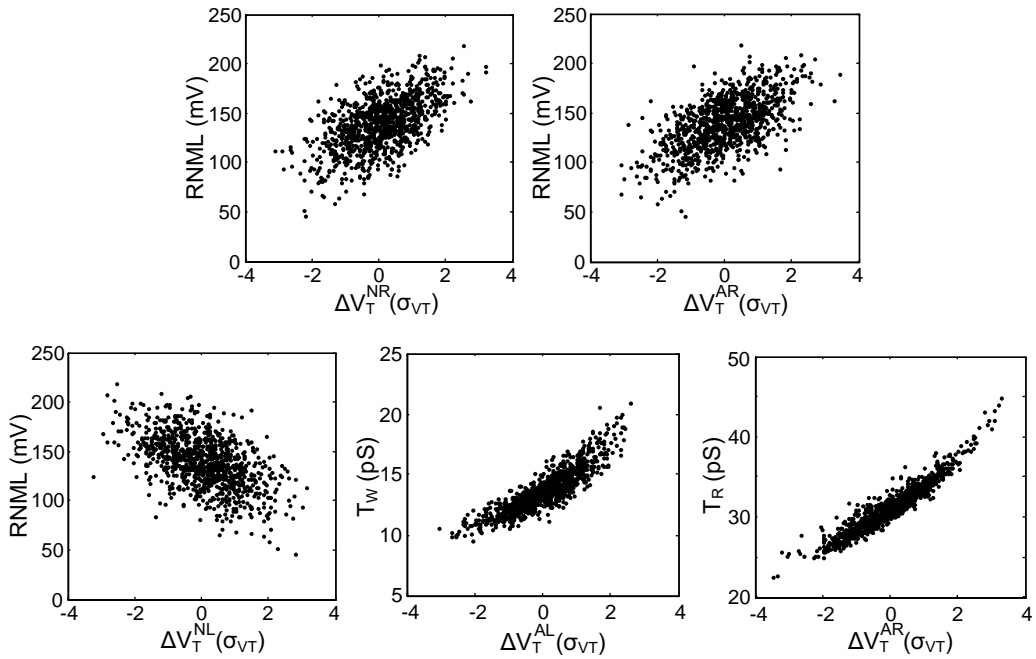 RNML (mV)
250
200
150
100
50
0
-4 -2 0 2 4
ΔV_T^NR(σ_VT)
RNML (mV)
250
200
150
100
50
0
-4 -2 0 2 4
ΔV_T^AR(σ_VT)
RNML (mV)
250
200
150
100
50
0
-4 -2 0 2 4
ΔV_T^NL(σ_VT)
T_W (pS)
25
20
15
10
5
-4 -2 0 2 4
ΔV_T^AL(σ_VT)
T_R (pS)
50
40
30
20
-4 -2 0 2 4
ΔV_T^AR(σ_VT)